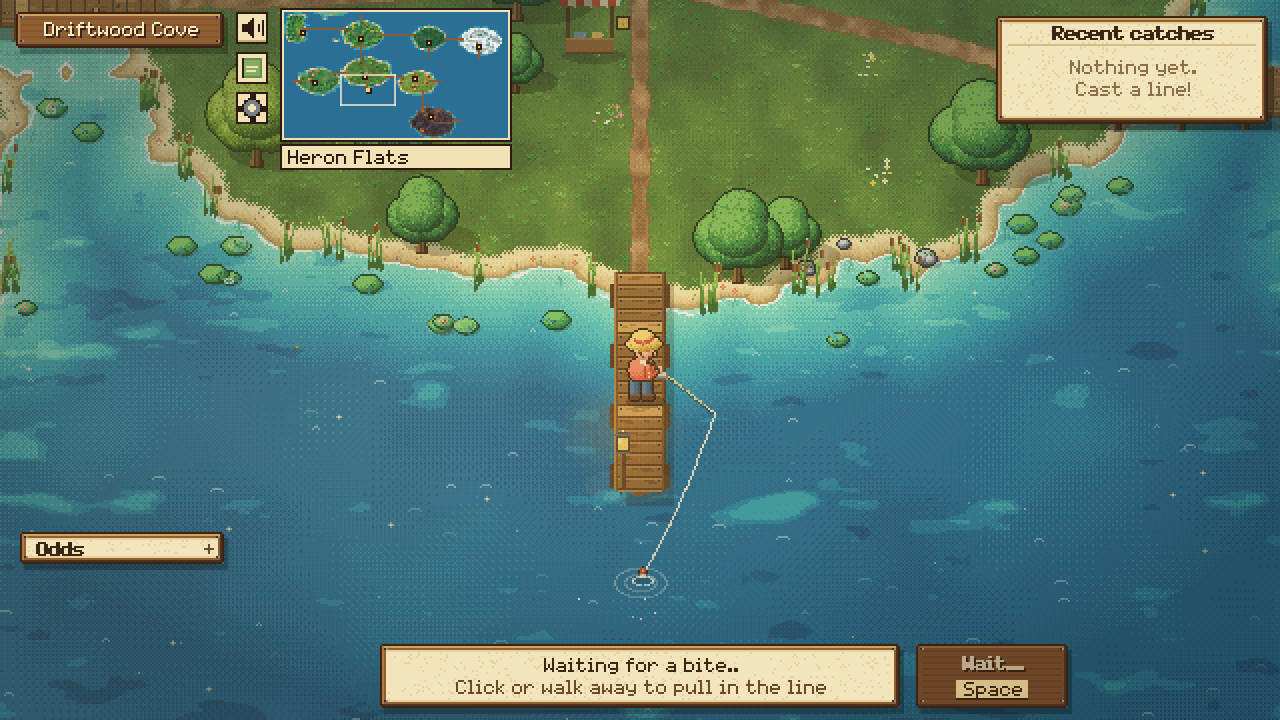 Driftwood Cove
Heron Flats
Recent catches
Nothing yet.
Cast a line!
Odds +
Waiting for a bite..
Click or walk away to pull in the line
Wait…
Space